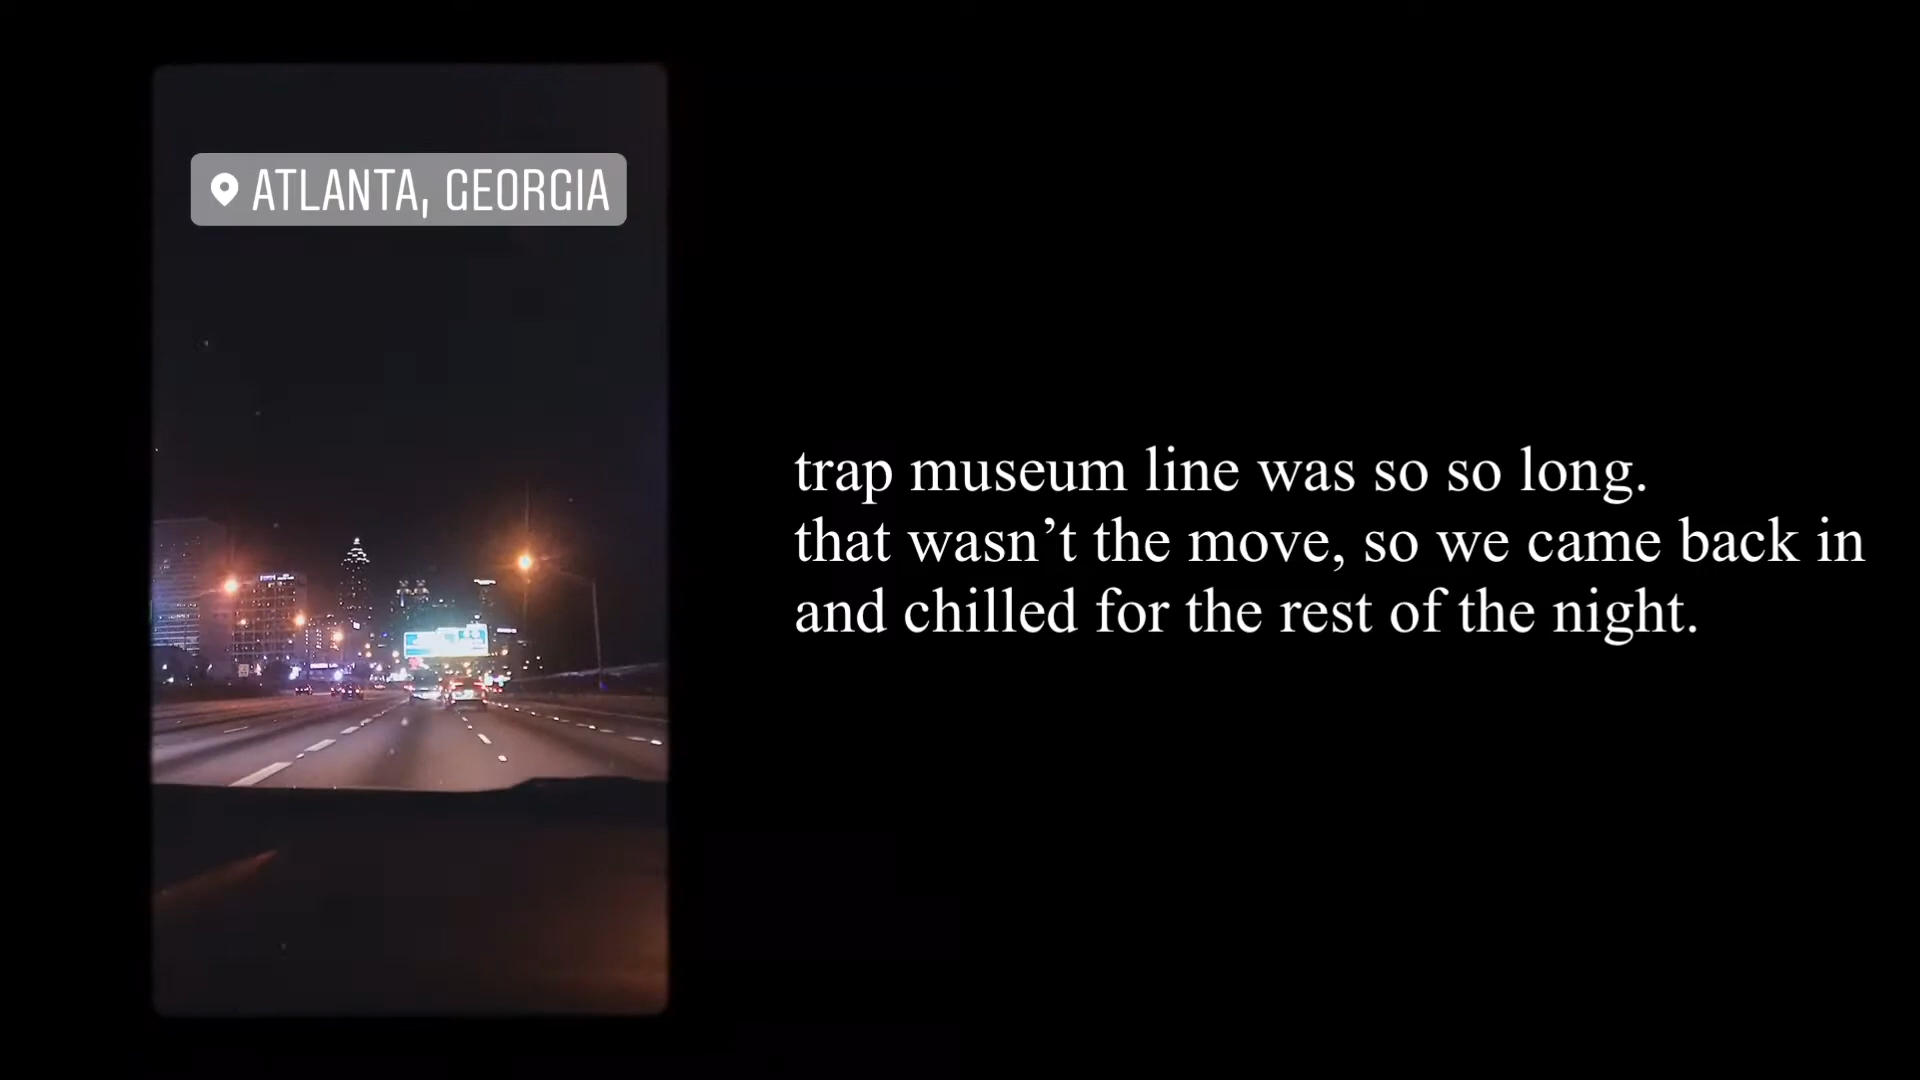 ATLANTA, GEORGIA
trap museum line was so so long.
that wasn’t the move, so we came back in
and chilled for the rest of the night.